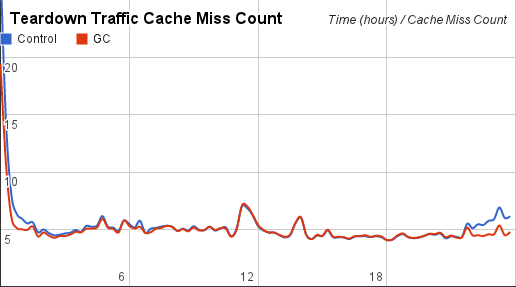 Teardown Traffic Cache Miss Count
Time (hours) / Cache Miss Count
Control GC
20
15
10
5
6 12 18